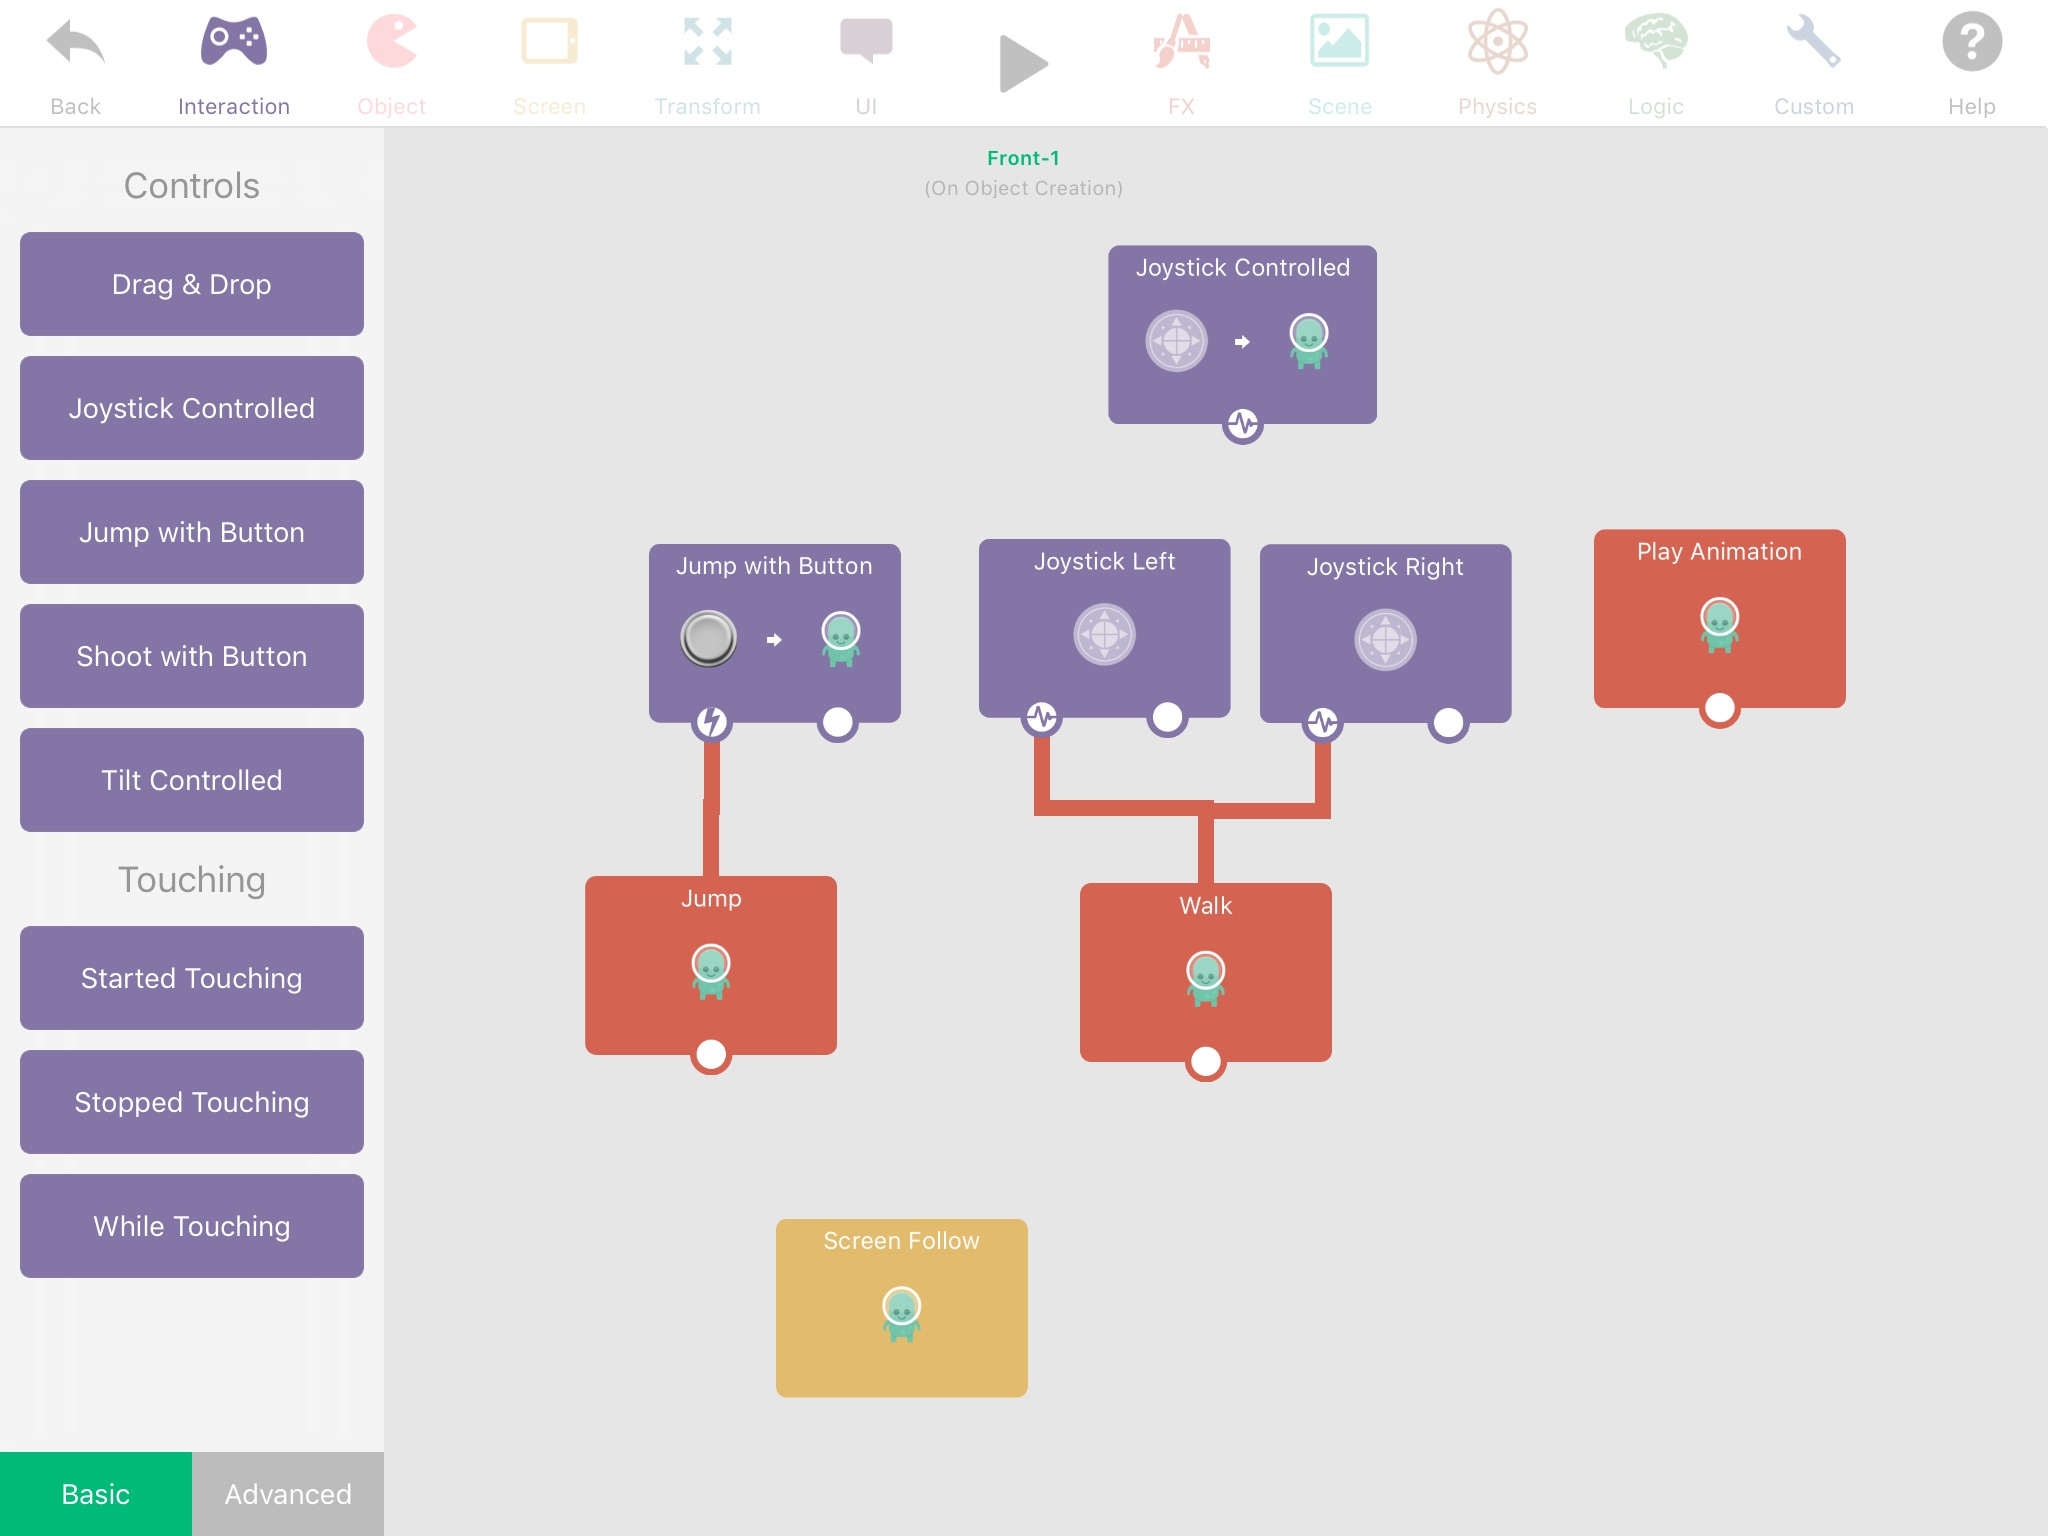 Back
Interaction
Object
Screen
Transform
UI
FX
Scene
Physics
Logic
Custom
?
Help
Controls
Drag & Drop
Joystick Controlled
Jump with Button
Shoot with Button
Tilt Controlled
Touching
Started Touching
Stopped Touching
While Touching
Basic
Advanced
Front-1
(On Object Creation)
Joystick Controlled
Jump with Button
Joystick Left
Joystick Right
Play Animation
Jump
Walk
Screen Follow